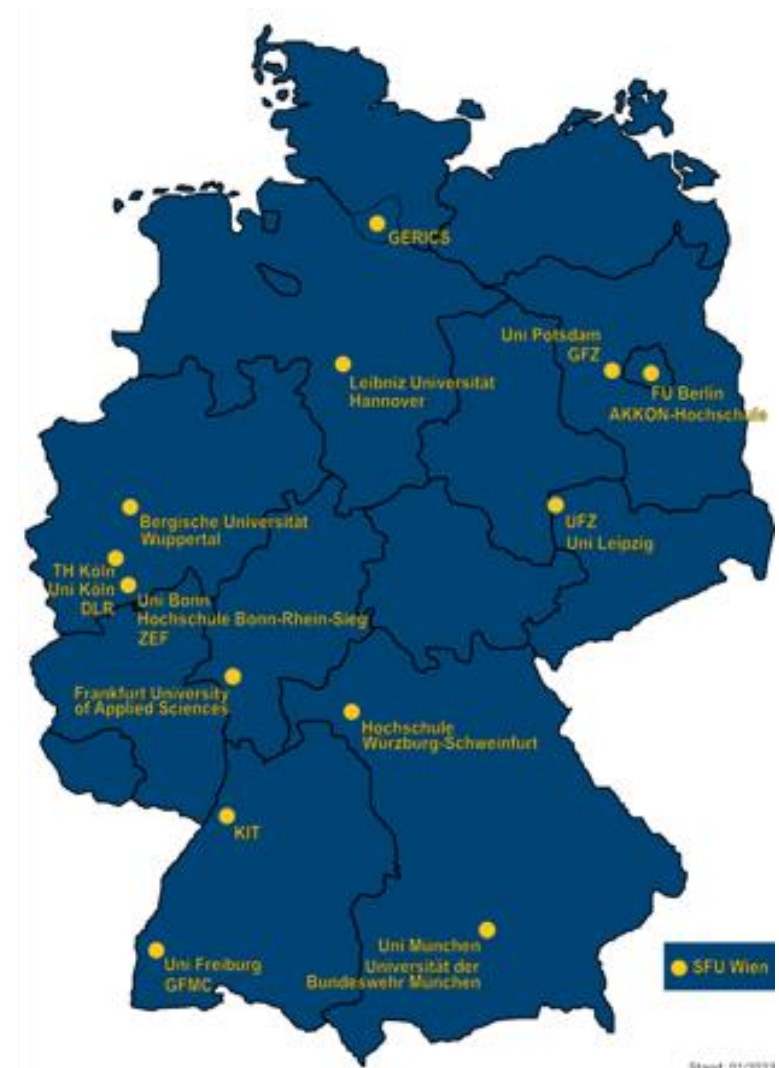 GERICS
Uni Potsdam
GFZ
Leibniz Universität
Hannover
FU Berlin
AKKON-Hochschule
Bergische Universität
Wuppertal
UFZ
Uni Leipzig
TH Köln
Uni Köln
DLR
Uni Bonn
Hochschule Bonn-Rhein-Sieg
ZEF
Frankfurt University
of Applied Sciences
Hochschule
Würzburg-Schweinfurt
KIT
Uni München
Universität der
Bundeswehr München
Uni Freiburg
GFMC
SFU Wien
Stand: